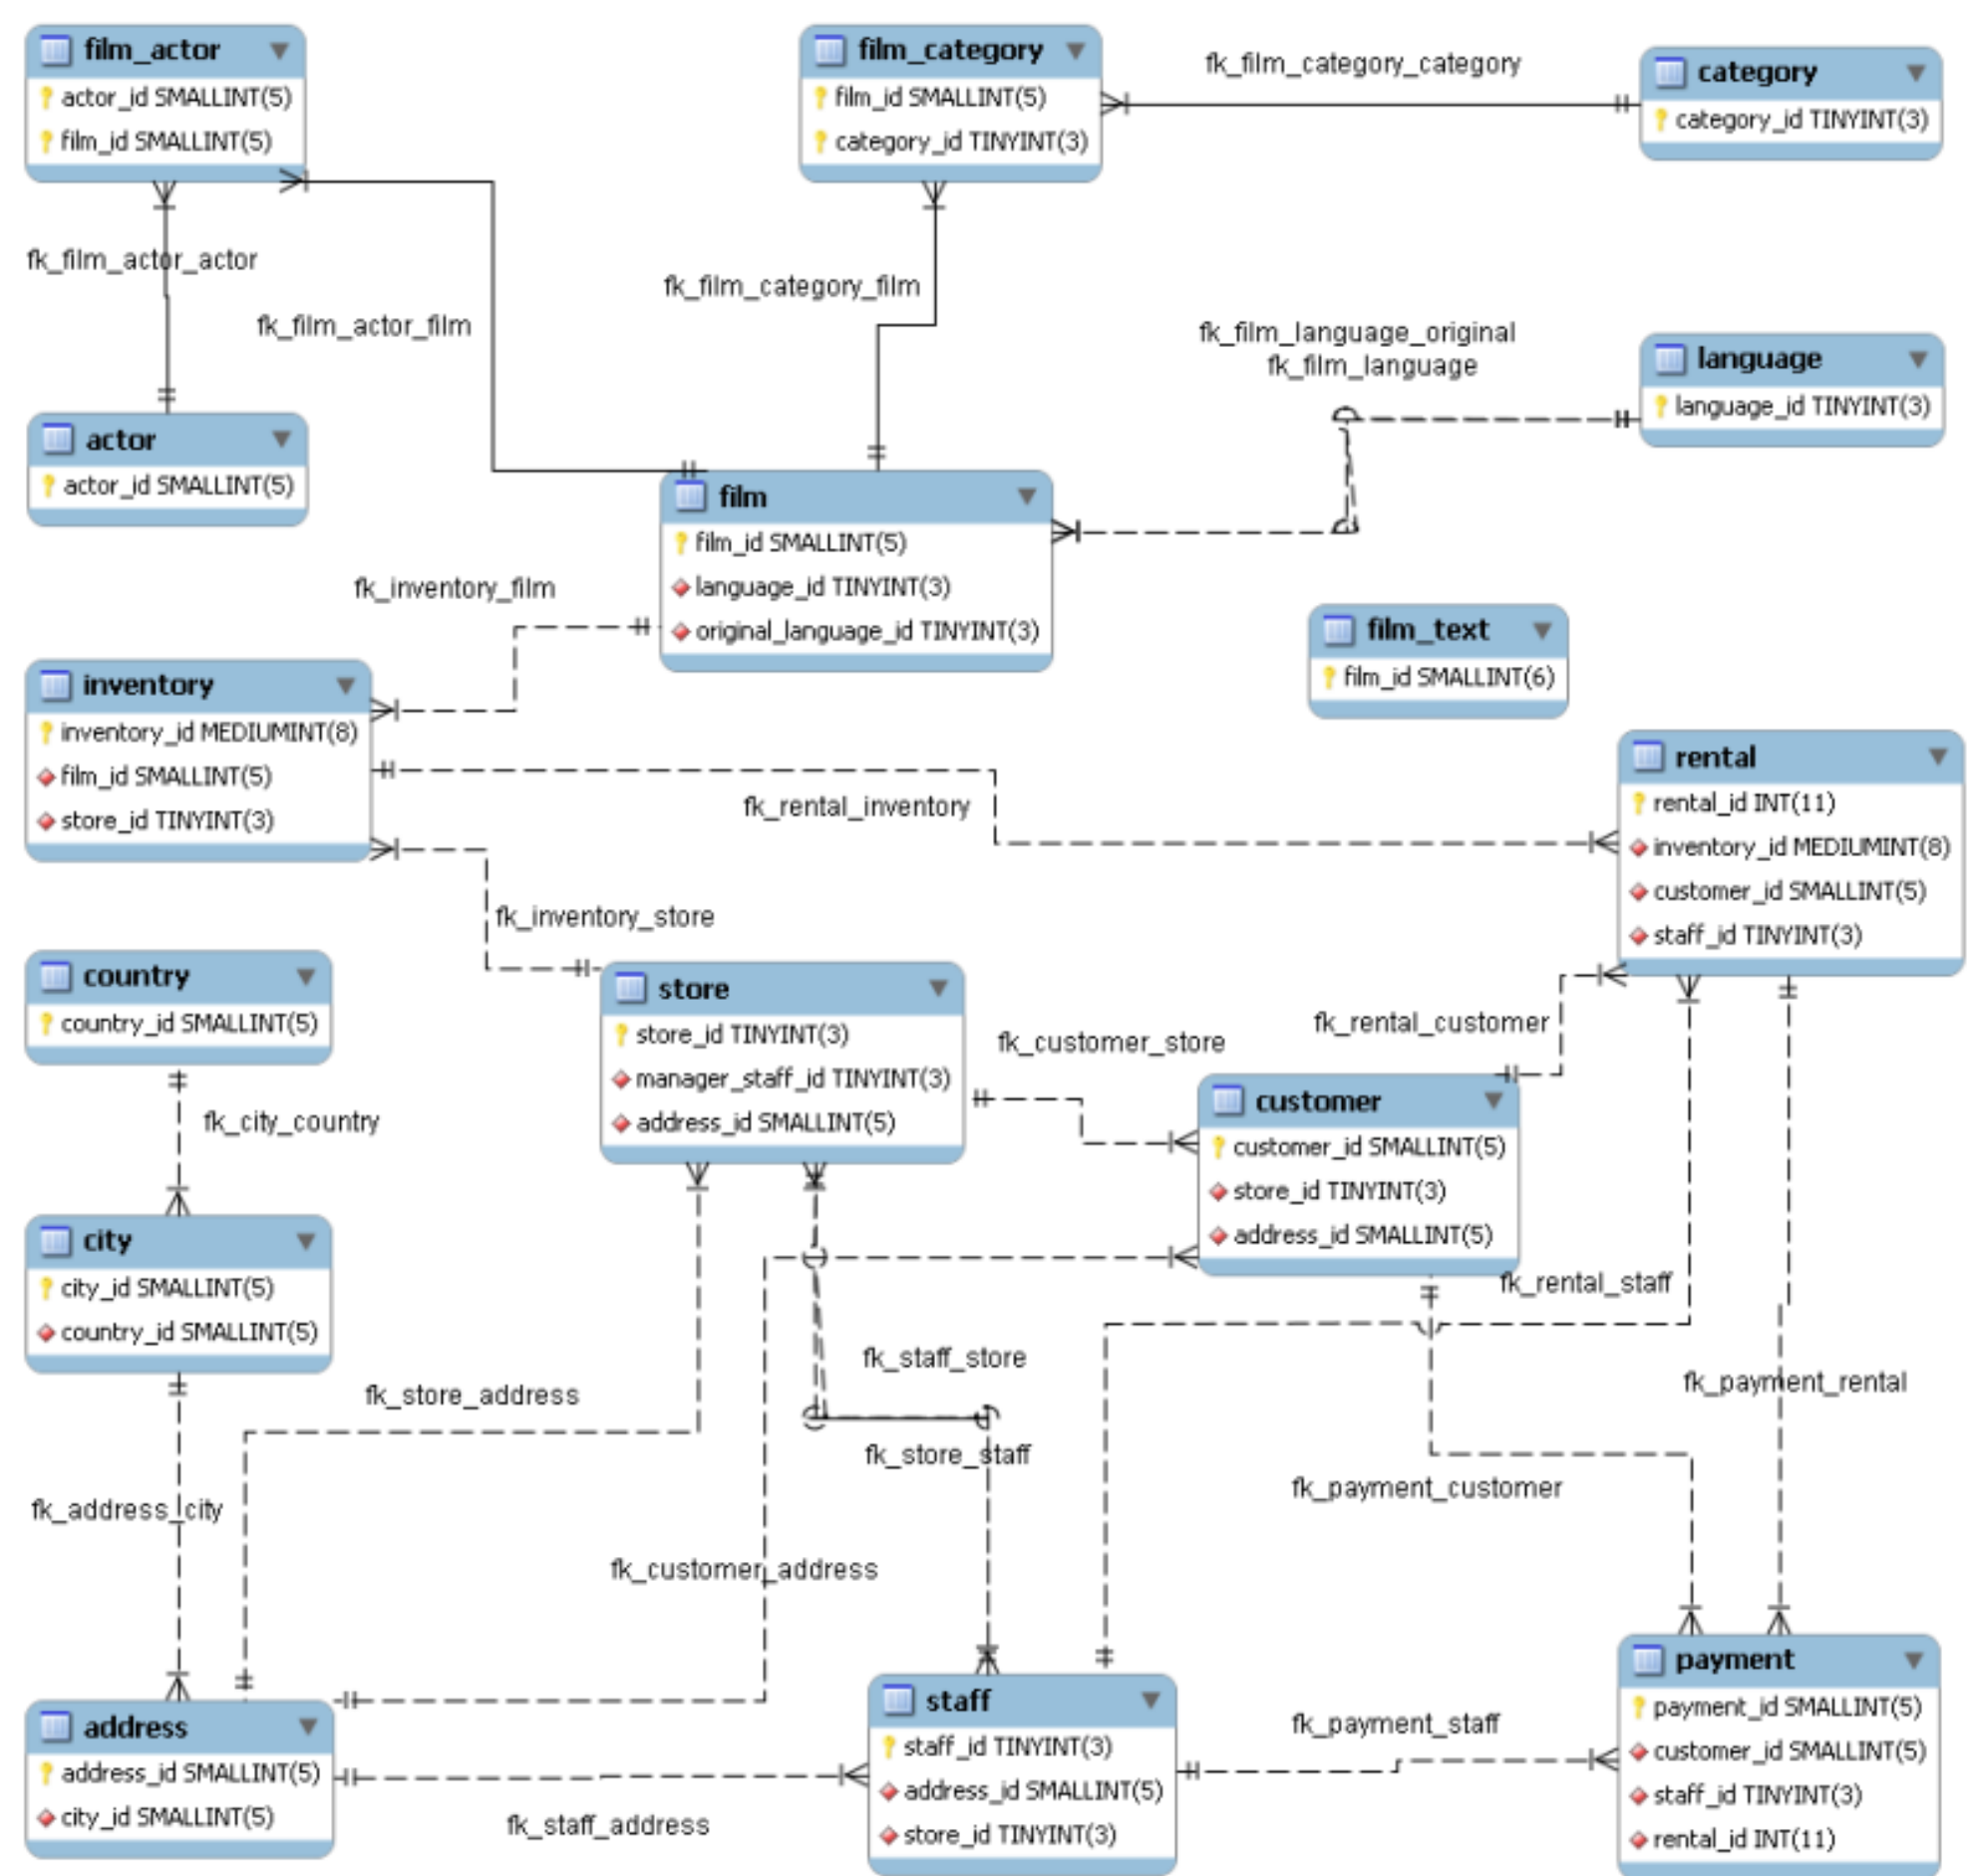 film_actor
actor_id SMALLINT(5)
film_id SMALLINT(5)
film_category
film_id SMALLINT(5)
category_id TINYINT(3)
fk_film_category_category
category
category_id TINYINT(3)
fk_film_actor_actor
fk_film_actor_film
fk_film_category_film
fk_film_language_original
fk_film_language
language
language_id TINYINT(3)
actor
actor_id SMALLINT(5)
film
film_id SMALLINT(5)
language_id TINYINT(3)
original_language_id TINYINT(3)
fk_inventory_film
film_text
film_id SMALLINT(6)
inventory
inventory_id MEDIUMINT(8)
film_id SMALLINT(5)
store_id TINYINT(3)
fk_rental_inventory
rental
rental_id INT(11)
inventory_id MEDIUMINT(8)
customer_id SMALLINT(5)
staff_id TINYINT(3)
fk_inventory_store
country
country_id SMALLINT(5)
store
store_id TINYINT(3)
manager_staff_id TINYINT(3)
address_id SMALLINT(5)
fk_customer_store
fk_rental_customer
customer
customer_id SMALLINT(5)
store_id TINYINT(3)
address_id SMALLINT(5)
fk_city_country
city
city_id SMALLINT(5)
country_id SMALLINT(5)
fk_rental_staff
fk_staff_store
fk_store_address
fk_payment_rental
fk_store_staff
fk_payment_customer
fk_address_city
fk_customer_address
address
address_id SMALLINT(5)
city_id SMALLINT(5)
fk_staff_address
staff
staff_id TINYINT(3)
address_id SMALLINT(5)
store_id TINYINT(3)
fk_payment_staff
payment
payment_id SMALLINT(5)
customer_id SMALLINT(5)
staff_id TINYINT(3)
rental_id INT(11)